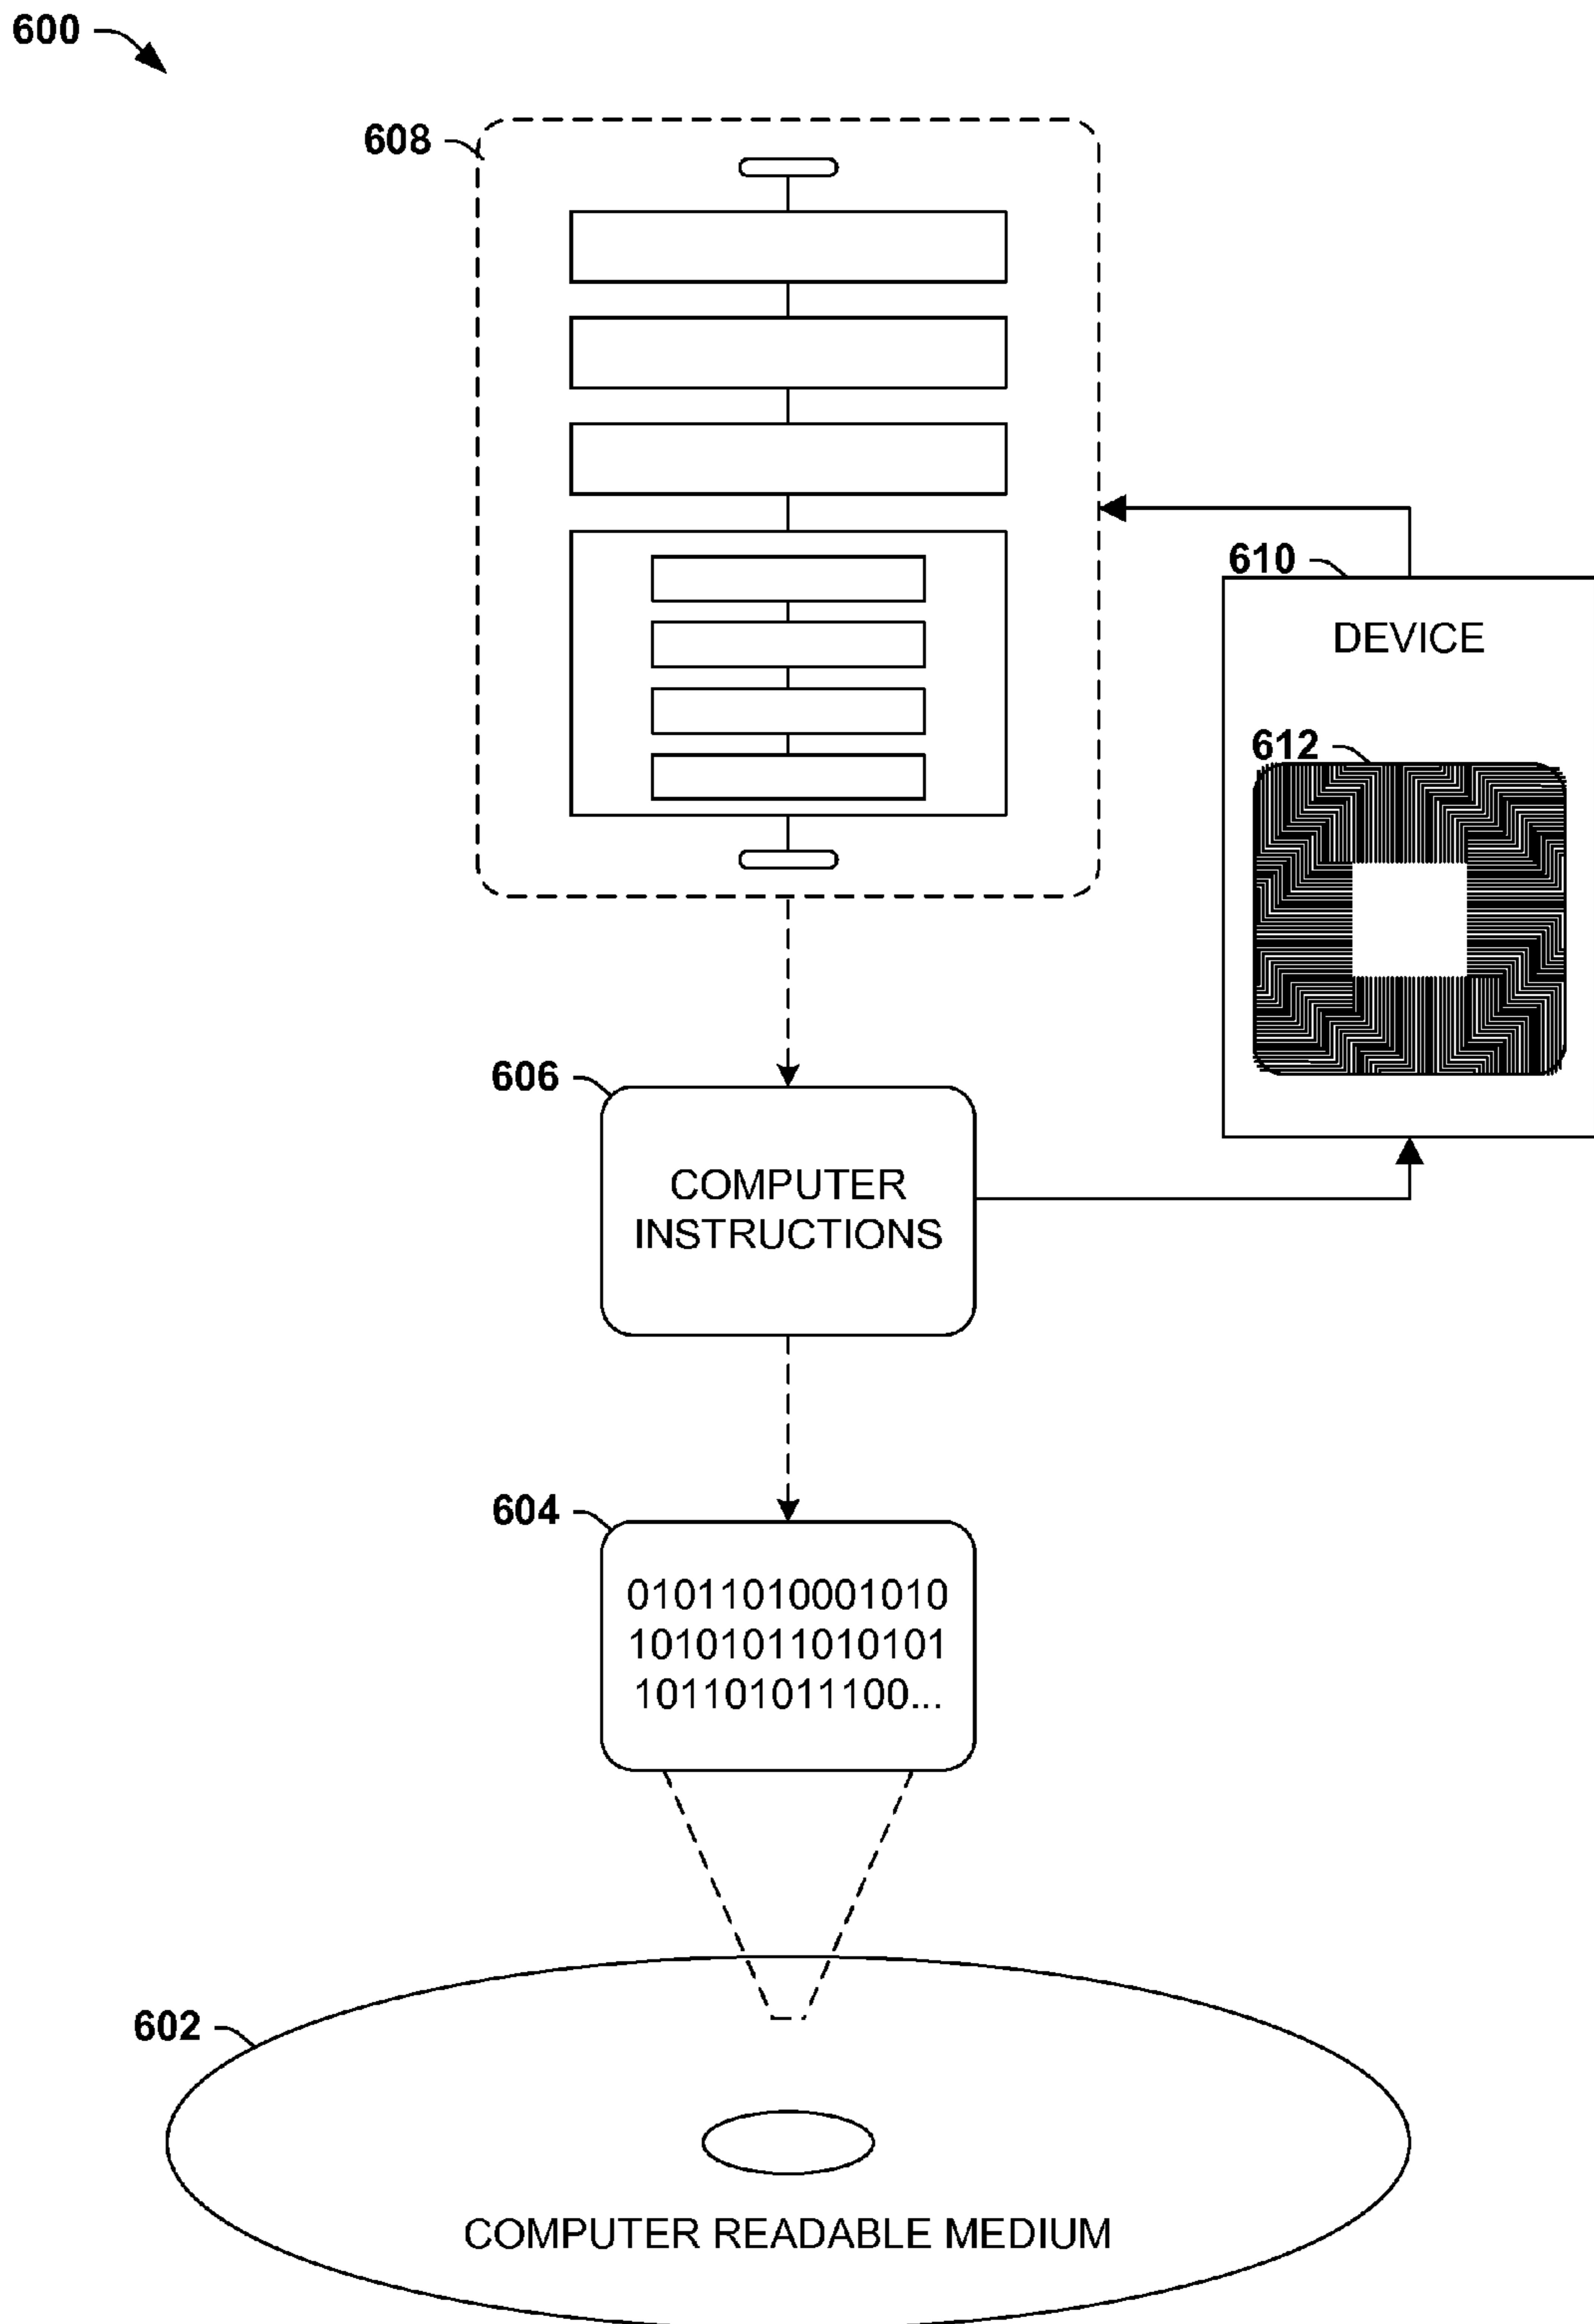 600
608
610
DEVICE
612
606
COMPUTER
INSTRUCTIONS
604
01011010001010
10101011010101
101101011100...
602
COMPUTER READABLE MEDIUM